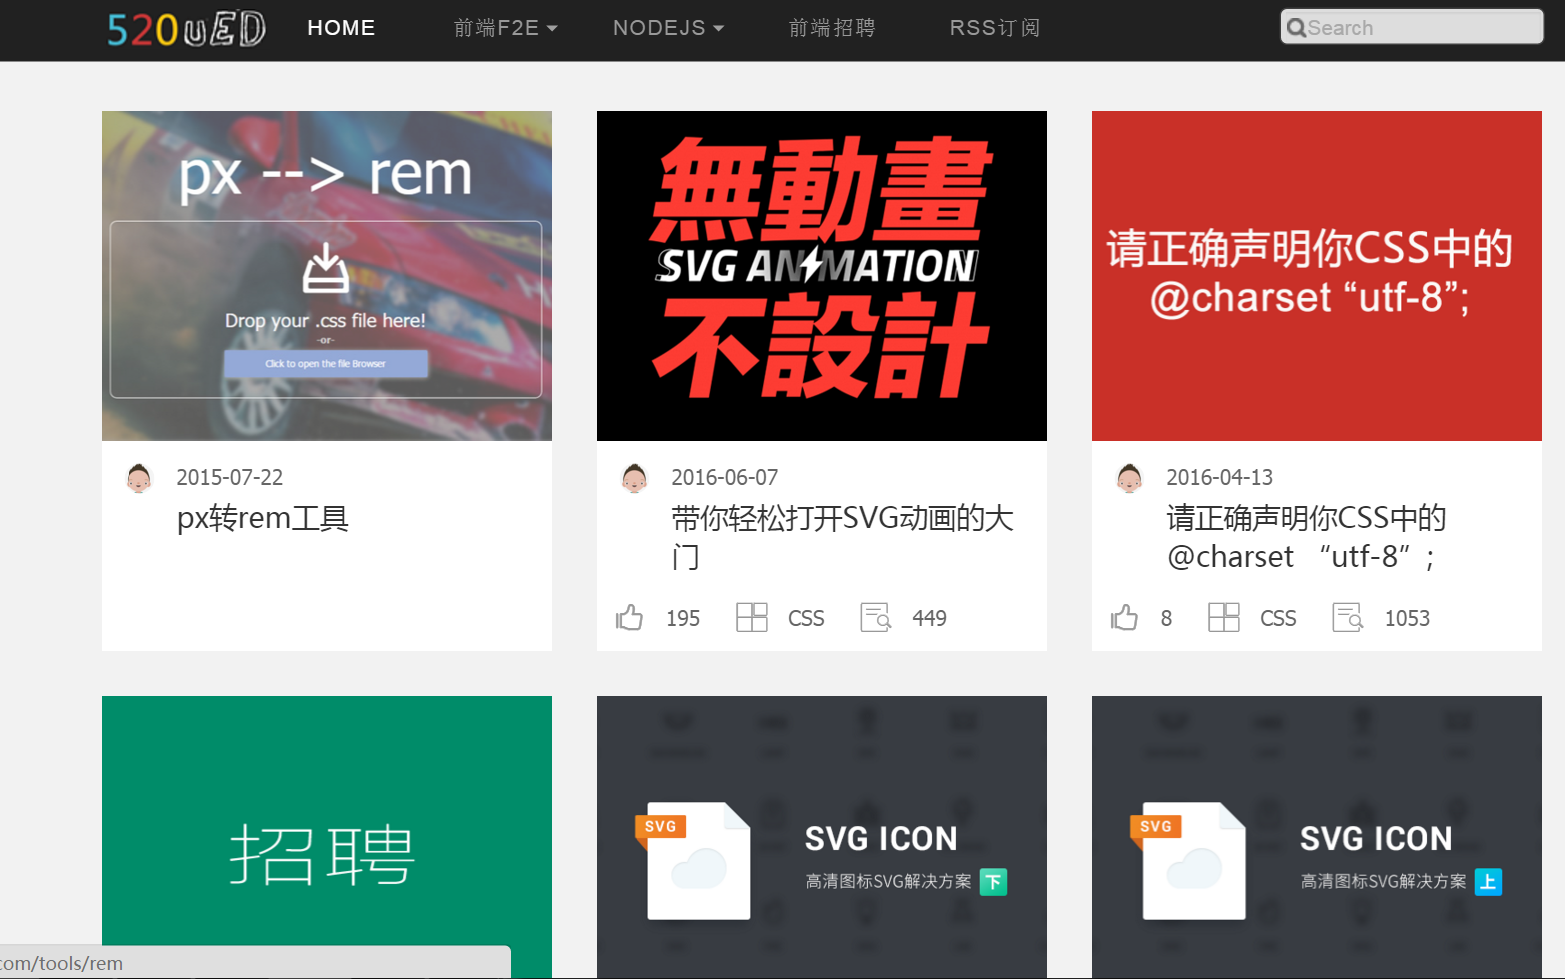 520UED
HOME
前端F2E
NODEJS
前端招聘
RSS订阅
Search
px --> rem
Drop your .css file here!
-or-
Click to open the file Browser
2015-07-22
px转rem工具
無動畫
SVG ANIMATION
不設計
2016-06-07
带你轻松打开SVG动画的大
门
195
CSS
449
请正确声明你CSS中的
@charset “utf-8”;
2016-04-13
请正确声明你CSS中的
@charset “utf-8”;
8
CSS
1053
招聘
SVG
SVG ICON
高清图标SVG解决方案 下
SVG
SVG ICON
高清图标SVG解决方案 上
com/tools/rem